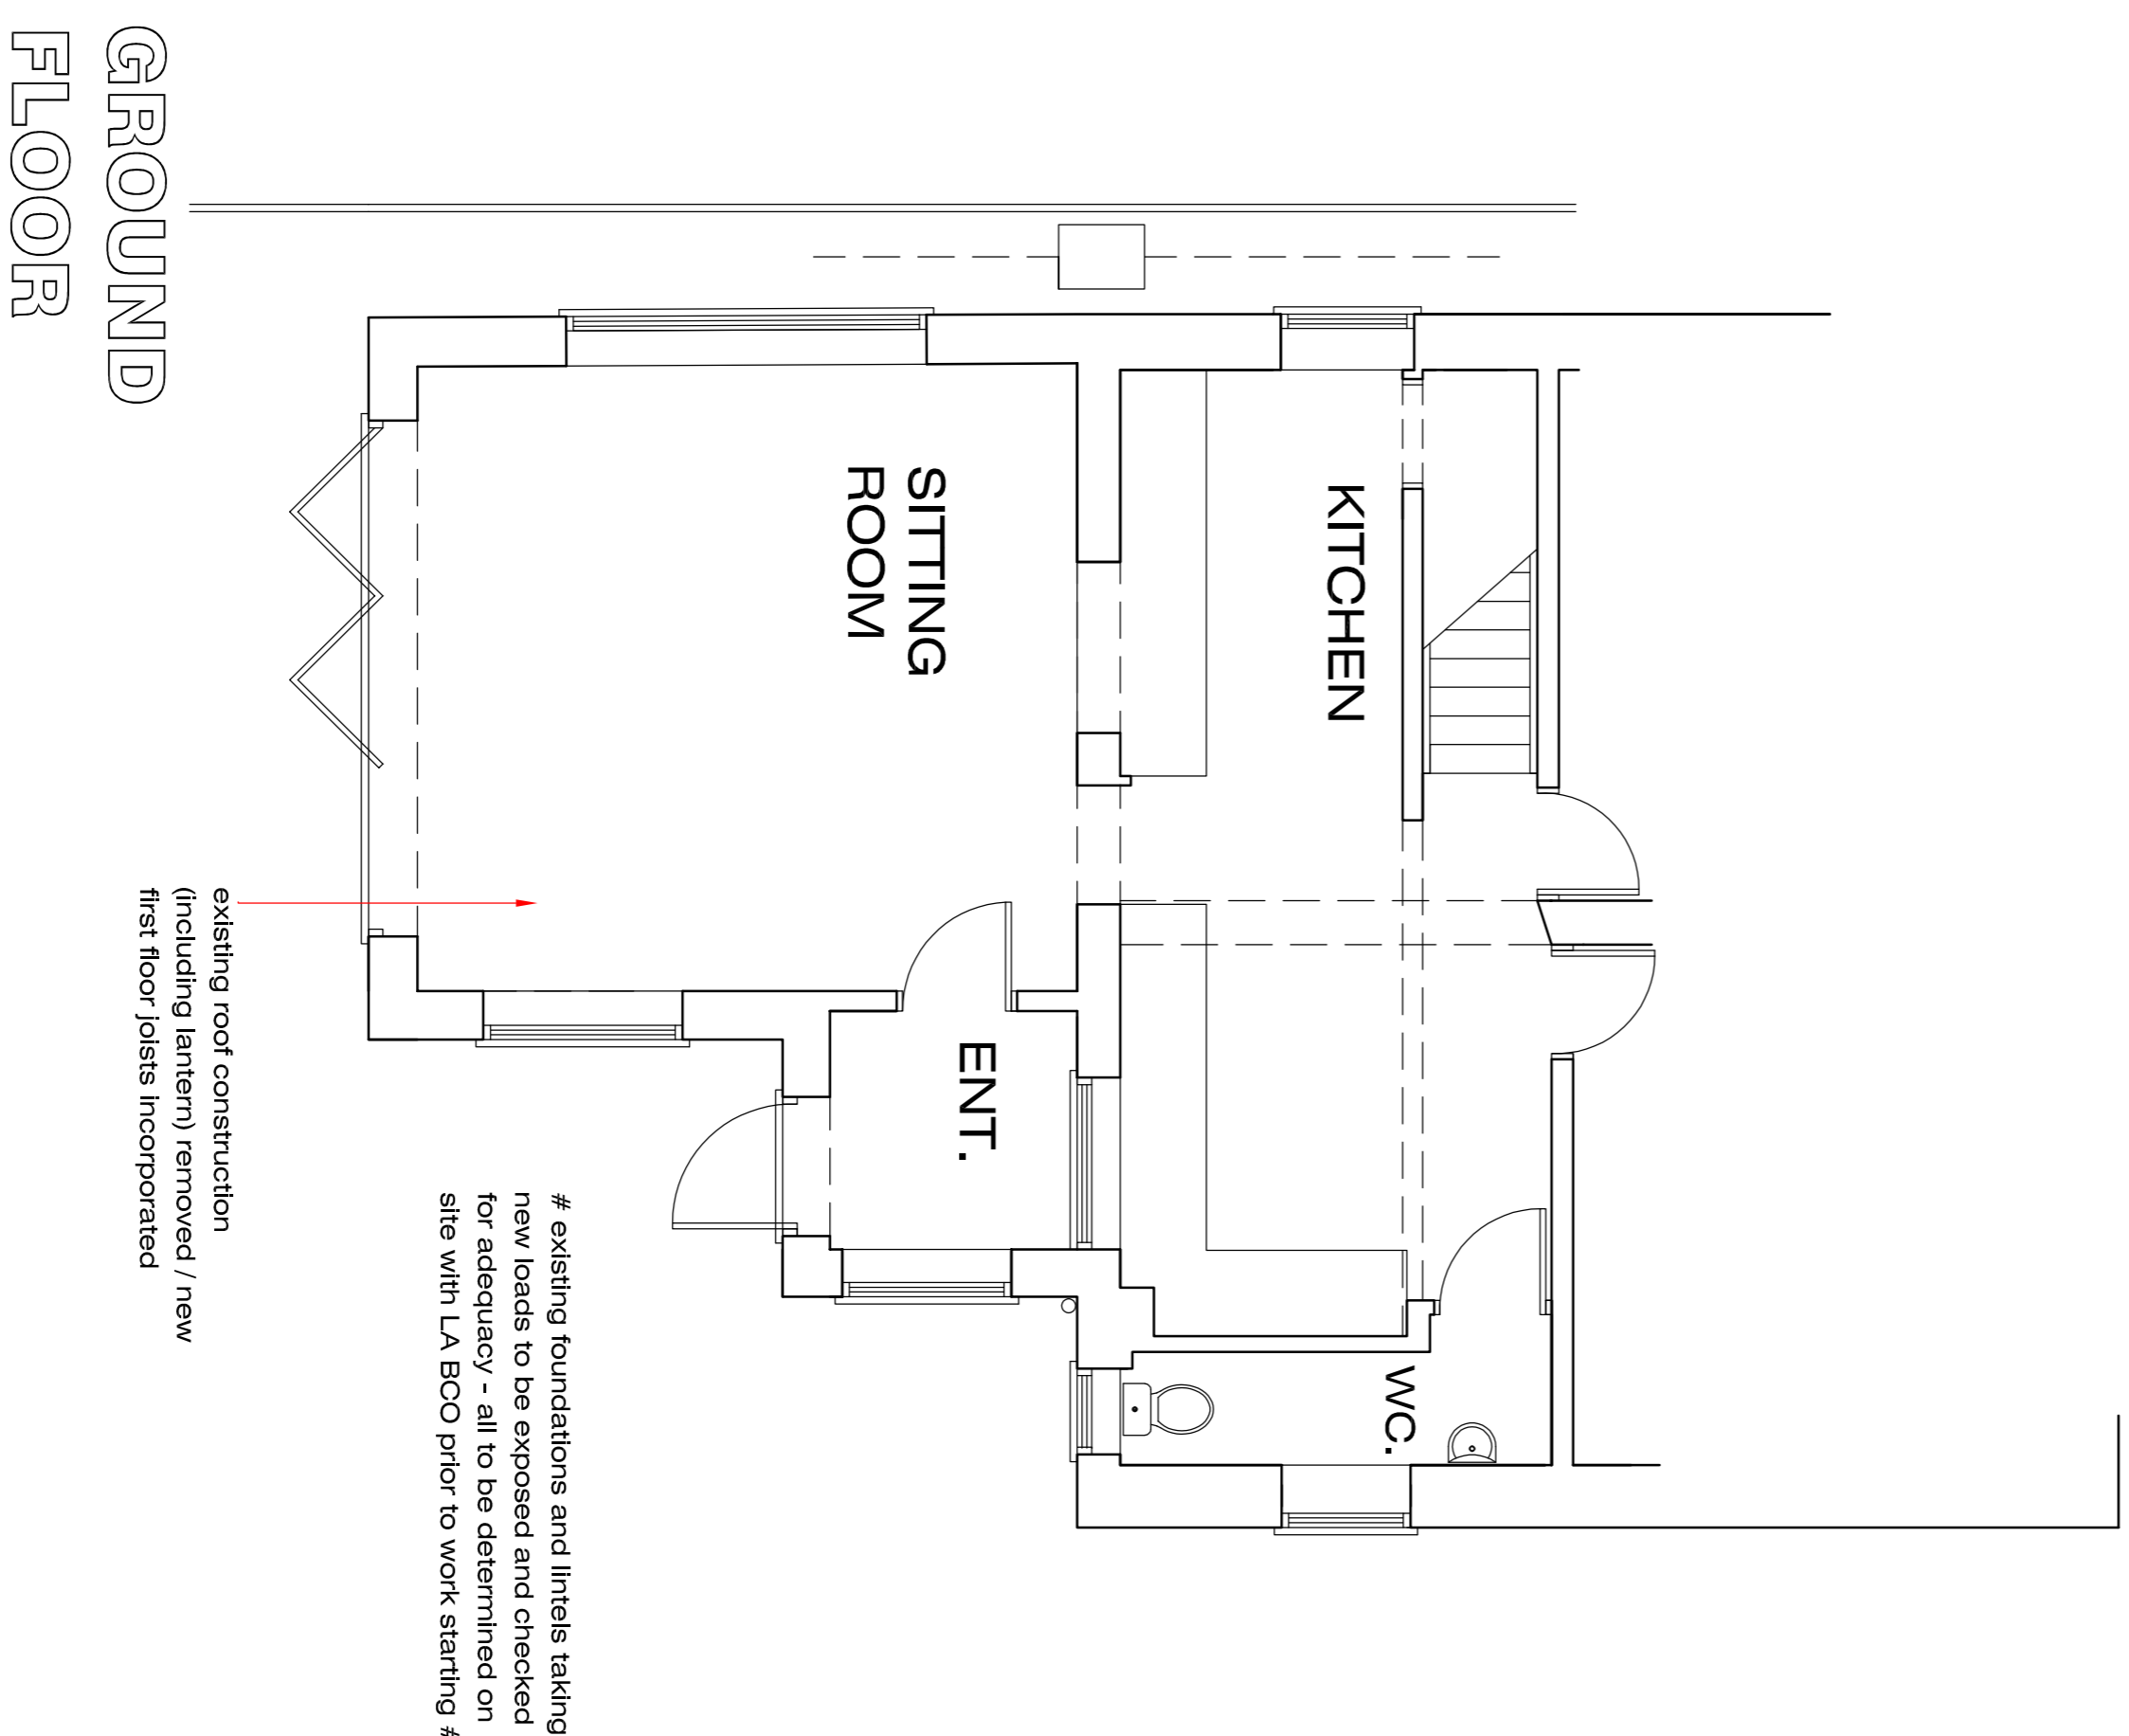 GROUND
FLOOR
KITCHEN
SITTING
ROOM
ENT.
WC.
existing roof construction
(including lantern) removed / new
first floor joists incorporated
# existing foundations and lintels taking
new loads to be exposed and checked
for adequacy - all to be determined on
site with LA BCO prior to work starting #